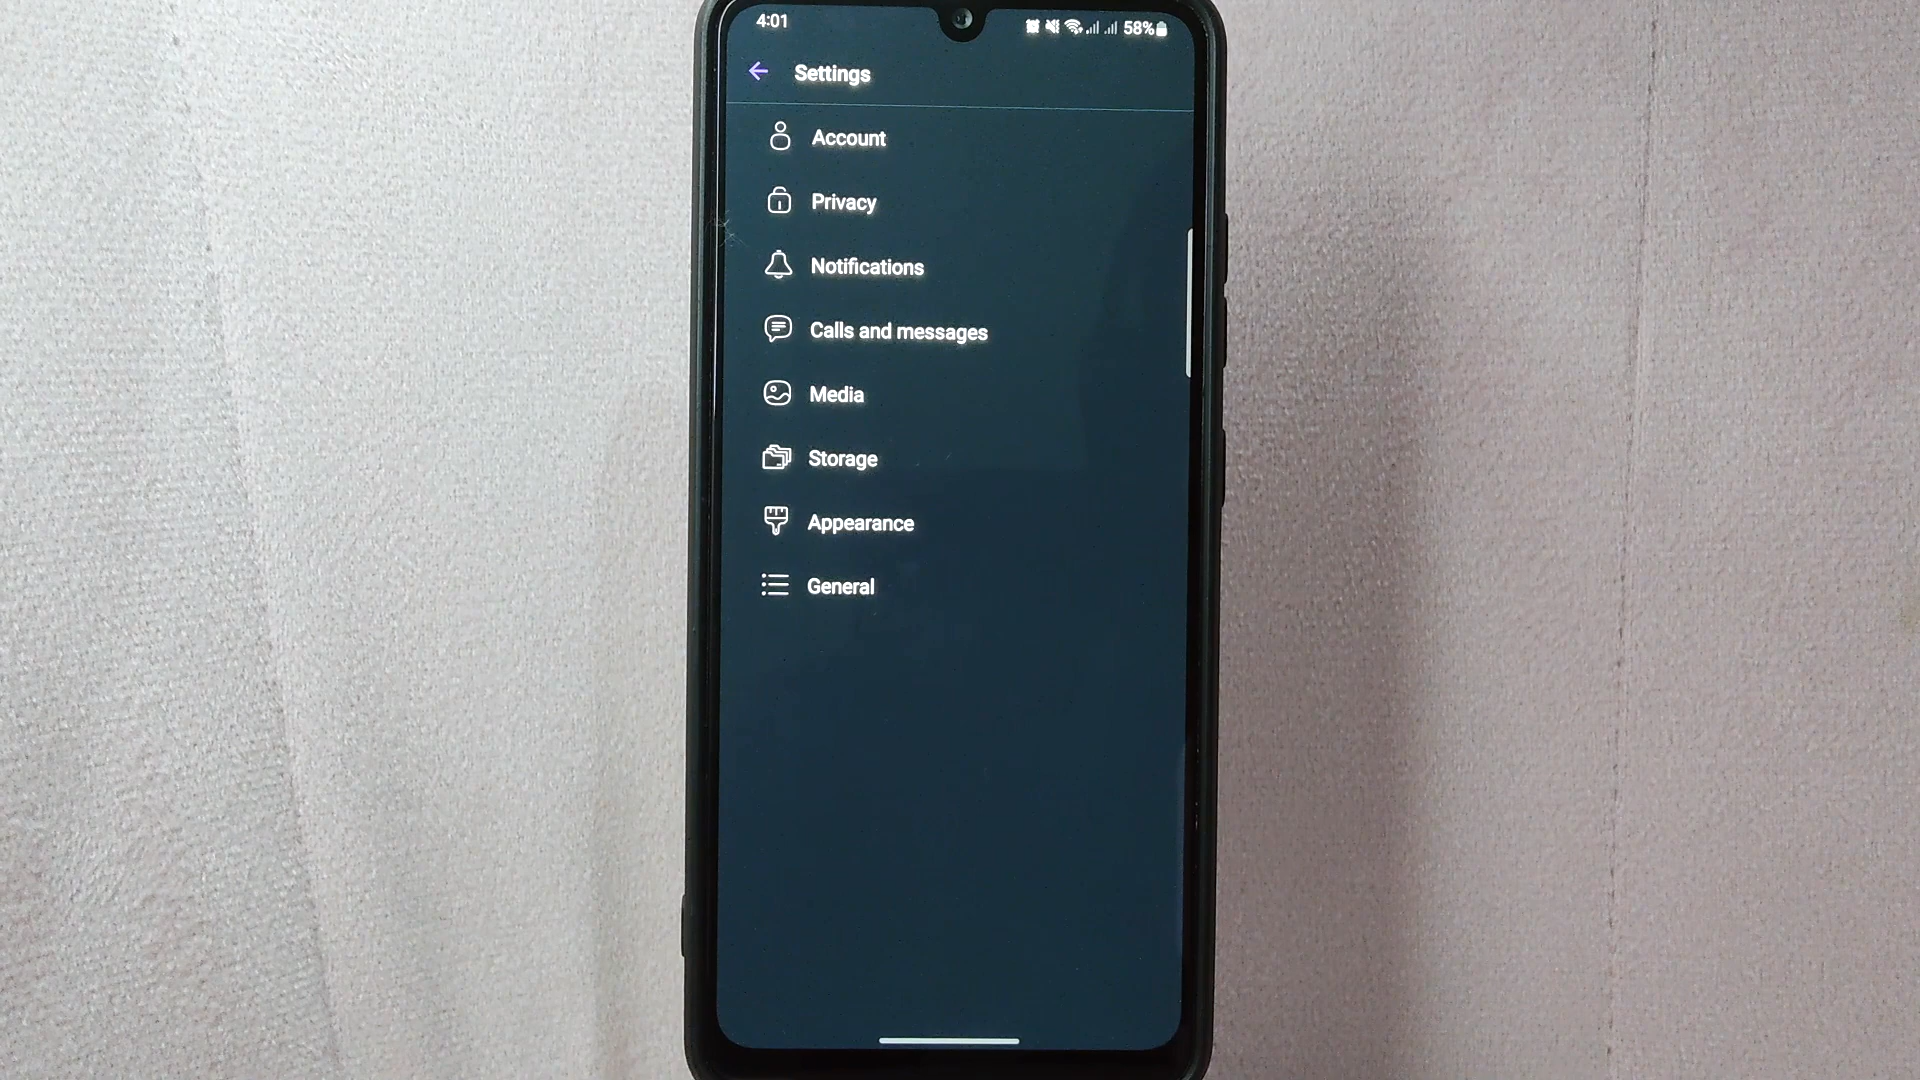 4:01
58%
Settings
Account
Privacy
Notifications
Calls and messages
Media
Storage
Appearance
General